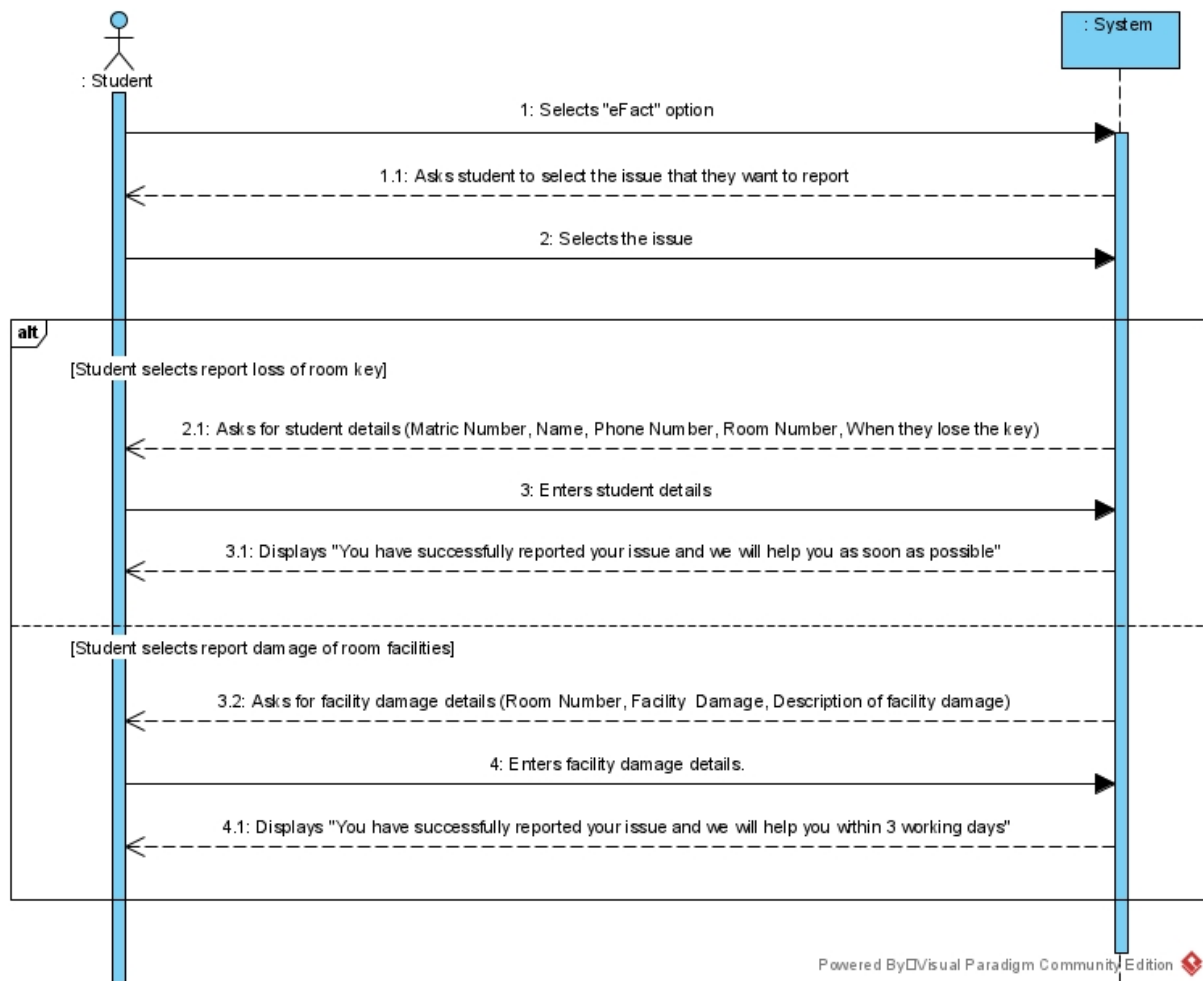 : Student
: System
1: Selects "eFact" option
1.1: Asks student to select the issue that they want to report
2: Selects the issue
alt
[Student selects report loss of room key]
2.1: Asks for student details (Matric Number, Name, Phone Number, Room Number, When they lose the key)
3: Enters student details
3.1: Displays "You have successfully reported your issue and we will help you as soon as possible"
[Student selects report damage of room facilities]
3.2: Asks for facility damage details (Room Number, Facility Damage, Description of facility damage)
4: Enters facility damage details.
4.1: Displays "You have successfully reported your issue and we will help you within 3 working days"
Powered By□Visual Paradigm Community Edition